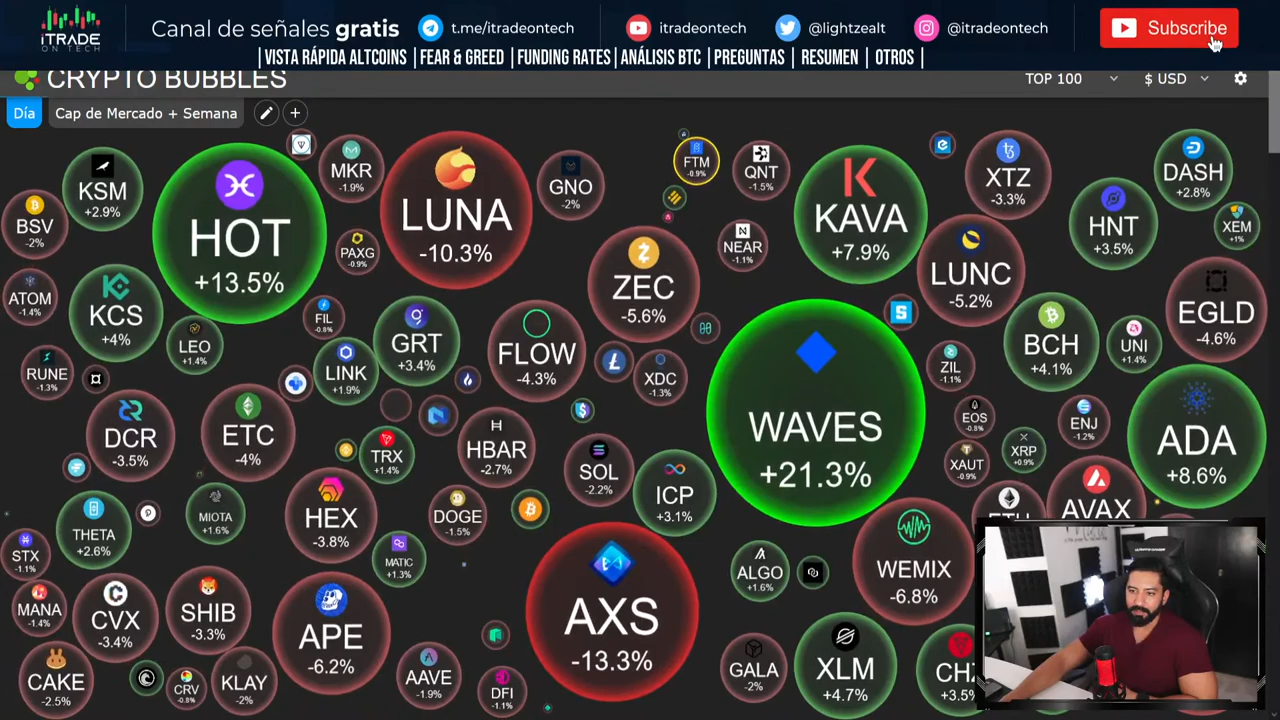 iTRADE
ON TECH
Canal de señales gratis
t.me/itradeontech
itradeontech
@lightzealt
@itradeontech
Subscribe
|VISTA RÁPIDA ALTCOINS |FEAR & GREED |FUNDING RATES|ANÁLISIS BTC |PREGUNTAS | RESUMEN | OTROS |
CRYPTO BUBBLES
TOP 100
$ USD
Día
Cap de Mercado + Semana
KSM
+2.9%
BSV
-2%
HOT
+13.5%
MKR
-1.9%
LUNA
-10.3%
GNO
-2%
FTM
-0.9%
QNT
-1.5%
KAVA
+7.9%
XTZ
-3.3%
DASH
+2.8%
HNT
+3.5%
XEM
+1%
PAXG
-0.9%
NEAR
-1.1%
ZEC
-5.6%
LUNC
-5.2%
ATOM
-1.4%
KCS
+4%
FIL
-0.8%
LEO
+1.4%
GRT
+3.4%
FLOW
-4.3%
EGLD
-4.6%
BCH
+4.1%
UNI
+1.4%
RUNE
-1.3%
LINK
+1.9%
XDC
-1.3%
ZIL
-1.1%
WAVES
+21.3%
DCR
-3.5%
ETC
-4%
TRX
+1.4%
HBAR
-2.7%
SOL
-2.2%
EOS
-0.8%
ENJ
-1.2%
XRP
+0.9%
XAUT
-0.9%
ADA
+8.6%
ICP
+3.1%
MIOTA
+1.6%
HEX
-3.8%
DOGE
-1.5%
ETH
AVAX
THETA
+2.6%
STX
-1.1%
MATIC
+1.3%
ALGO
+1.6%
WEMIX
-6.8%
MANA
-1.4%
CVX
-3.4%
SHIB
-3.3%
APE
-6.2%
AXS
-13.3%
CAKE
-2.5%
CRV
-0.8%
KLAY
-2%
AAVE
-1.9%
DFI
-1.1%
GALA
-2%
XLM
+4.7%
CHZ
+3.5%